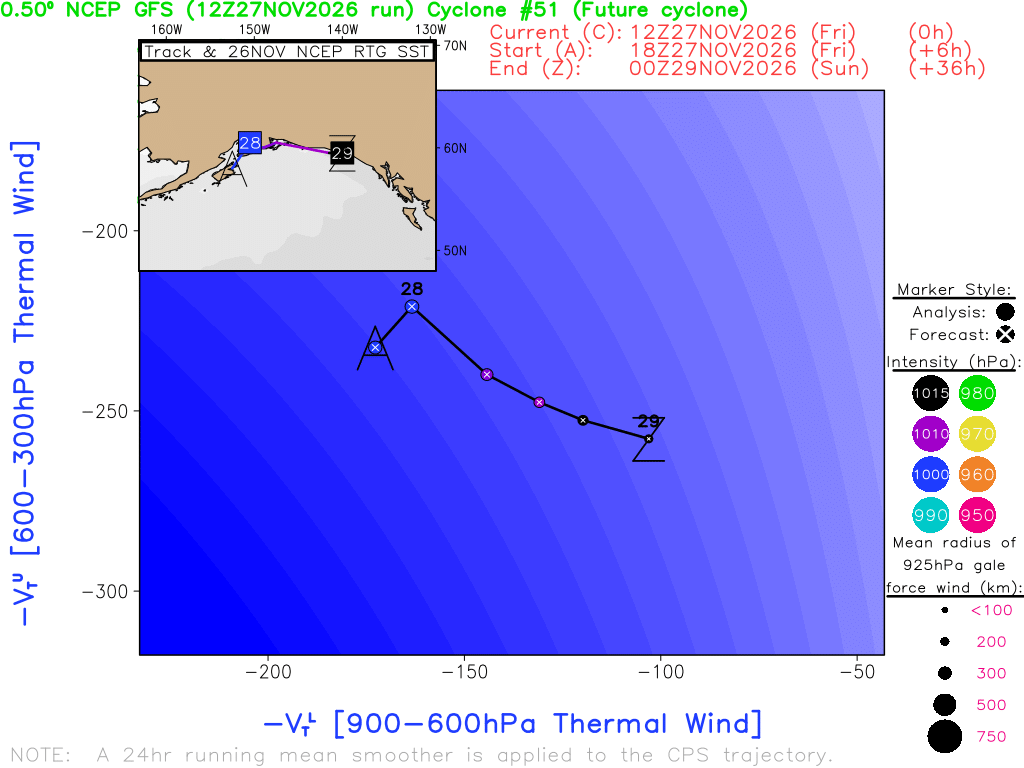 0.50° NCEP GFS (12Z27NOV2026 run) Cyclone #51 (Future cyclone)
Current (C): 12Z27NOV2026 (Fri) (0h)
Start (A): 18Z27NOV2026 (Fri) (+6h)
End (Z): 00Z29NOV2026 (Sun) (+36h)
160W 150W 140W 130W
Track & 26NOV NCEP RTG SST
70N
60N
50N
28
29
A
Z
−200
−250
−300
28
A
29
Z
−200 −150 −100 −50
−VTU [600−300hPa Thermal Wind]
−VTL [900−600hPa Thermal Wind]
Marker Style:
Analysis:
Forecast:
Intensity (hPa):
1015 980
1010 970
1000 960
990 950
Mean radius of
925hPa gale
force wind (km):
<100
200
300
500
750
NOTE: A 24hr running mean smoother is applied to the CPS trajectory.